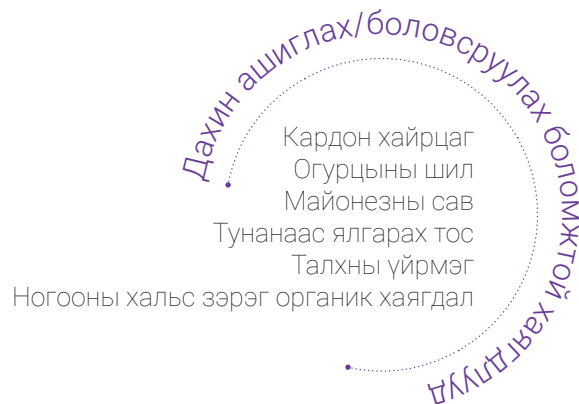 Дахин ашиглах/боловсруулах боломжтой хаягдлууд
Кардон хайрцаг
Огурцыны шил
Майонезны сав
Тунанаас ялгарах тос
Талхны үйрмэг
Ногооны хальс зэрэг органик хаягдал